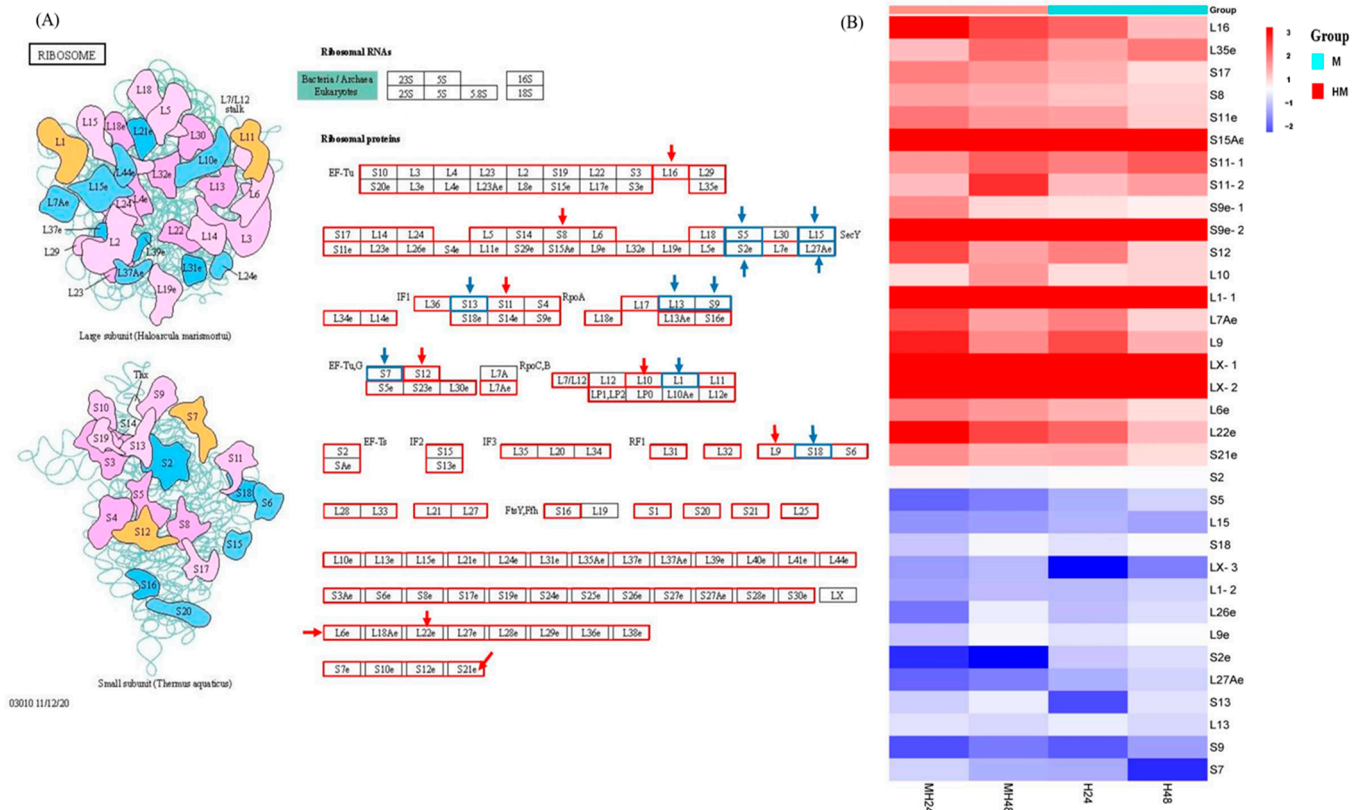 (A)
RIBOSOME
L18
L5
L7/L12
stalk
L15
L18e
L21e
L30
L1
L11
L10e
L44e
L32e
L15e
L13
L6
L7Ae
L24
L4e
L37e
L2
L22
L14
L3
L29
L39e
L37Ae
L31e
L24e
L23
L19e
Large subunit (Haloarcula marismortui)
Thx
S9
S10
S7
S14
S19
S13
S3
S2
S11
S5
S18
S6
S4
S8
S12
S15
S17
S16
S20
Small subunit (Thermus aquaticus)
03010 11/12/20
Ribosomal RNAs
Bacteria / Archaea 23S 5S 16S
Eukaryotes 25S 5S 5.8S 18S
Ribosomal proteins
EF-Tu S10 L3 L4 L23 L2 S19 L22 S3 L16 L29
S20e L3e L4e L23Ae L8e S15e L17e S3e L35e
S17 L14 L24 L5 S14 S8 L6 L18 S5 L30 L15 SecY
S11e L23e L26e S4e L11e S29e S15Ae L9e L32e L19e L5e S2e L7e L27Ae
IF1 L36 S13 S11 S4 RpoA L17 L13 S9
L34e L14e S18e S14e S9e L18e L13Ae S16e
EF-Tu,G S7 S12 L7A RpoC,B L7/L12 L12 L10 L1 L11
S5e S23e L30e L7Ae LP1,LP2 LP0 L10Ae L12e
S2 EF-Ts IF2 S15 IF3 L35 L20 L34 RF1 L31 L32 L9 S18 S6
SAe S13e
L28 L33 L21 L27 FtsY,Ffh S16 L19 S1 S20 S21 L25
L10e L13e L15e L21e L24e L31e L35Ae L37e L37Ae L39e L40e L41e L44e
S3Ae S6e S8e S17e S19e S24e S25e S26e S27e S27Ae S28e S30e LX
L6e L18Ae L22e L27e L28e L29e L36e L38e
S7e S10e S12e S21e
(B)
Group
L16
L35e
S17
S8
S11e
S15Ae
S11- 1
S11- 2
S9e- 1
S9e- 2
S12
L10
L1- 1
L7Ae
L9
LX- 1
LX- 2
L6e
L22e
S21e
S2
S5
L15
S18
LX- 3
L1- 2
L26e
L9e
S2e
L27Ae
S13
L13
S9
S7
MH24
MH48
H24
H48
3
2
1
−1
−2
Group
M
HM